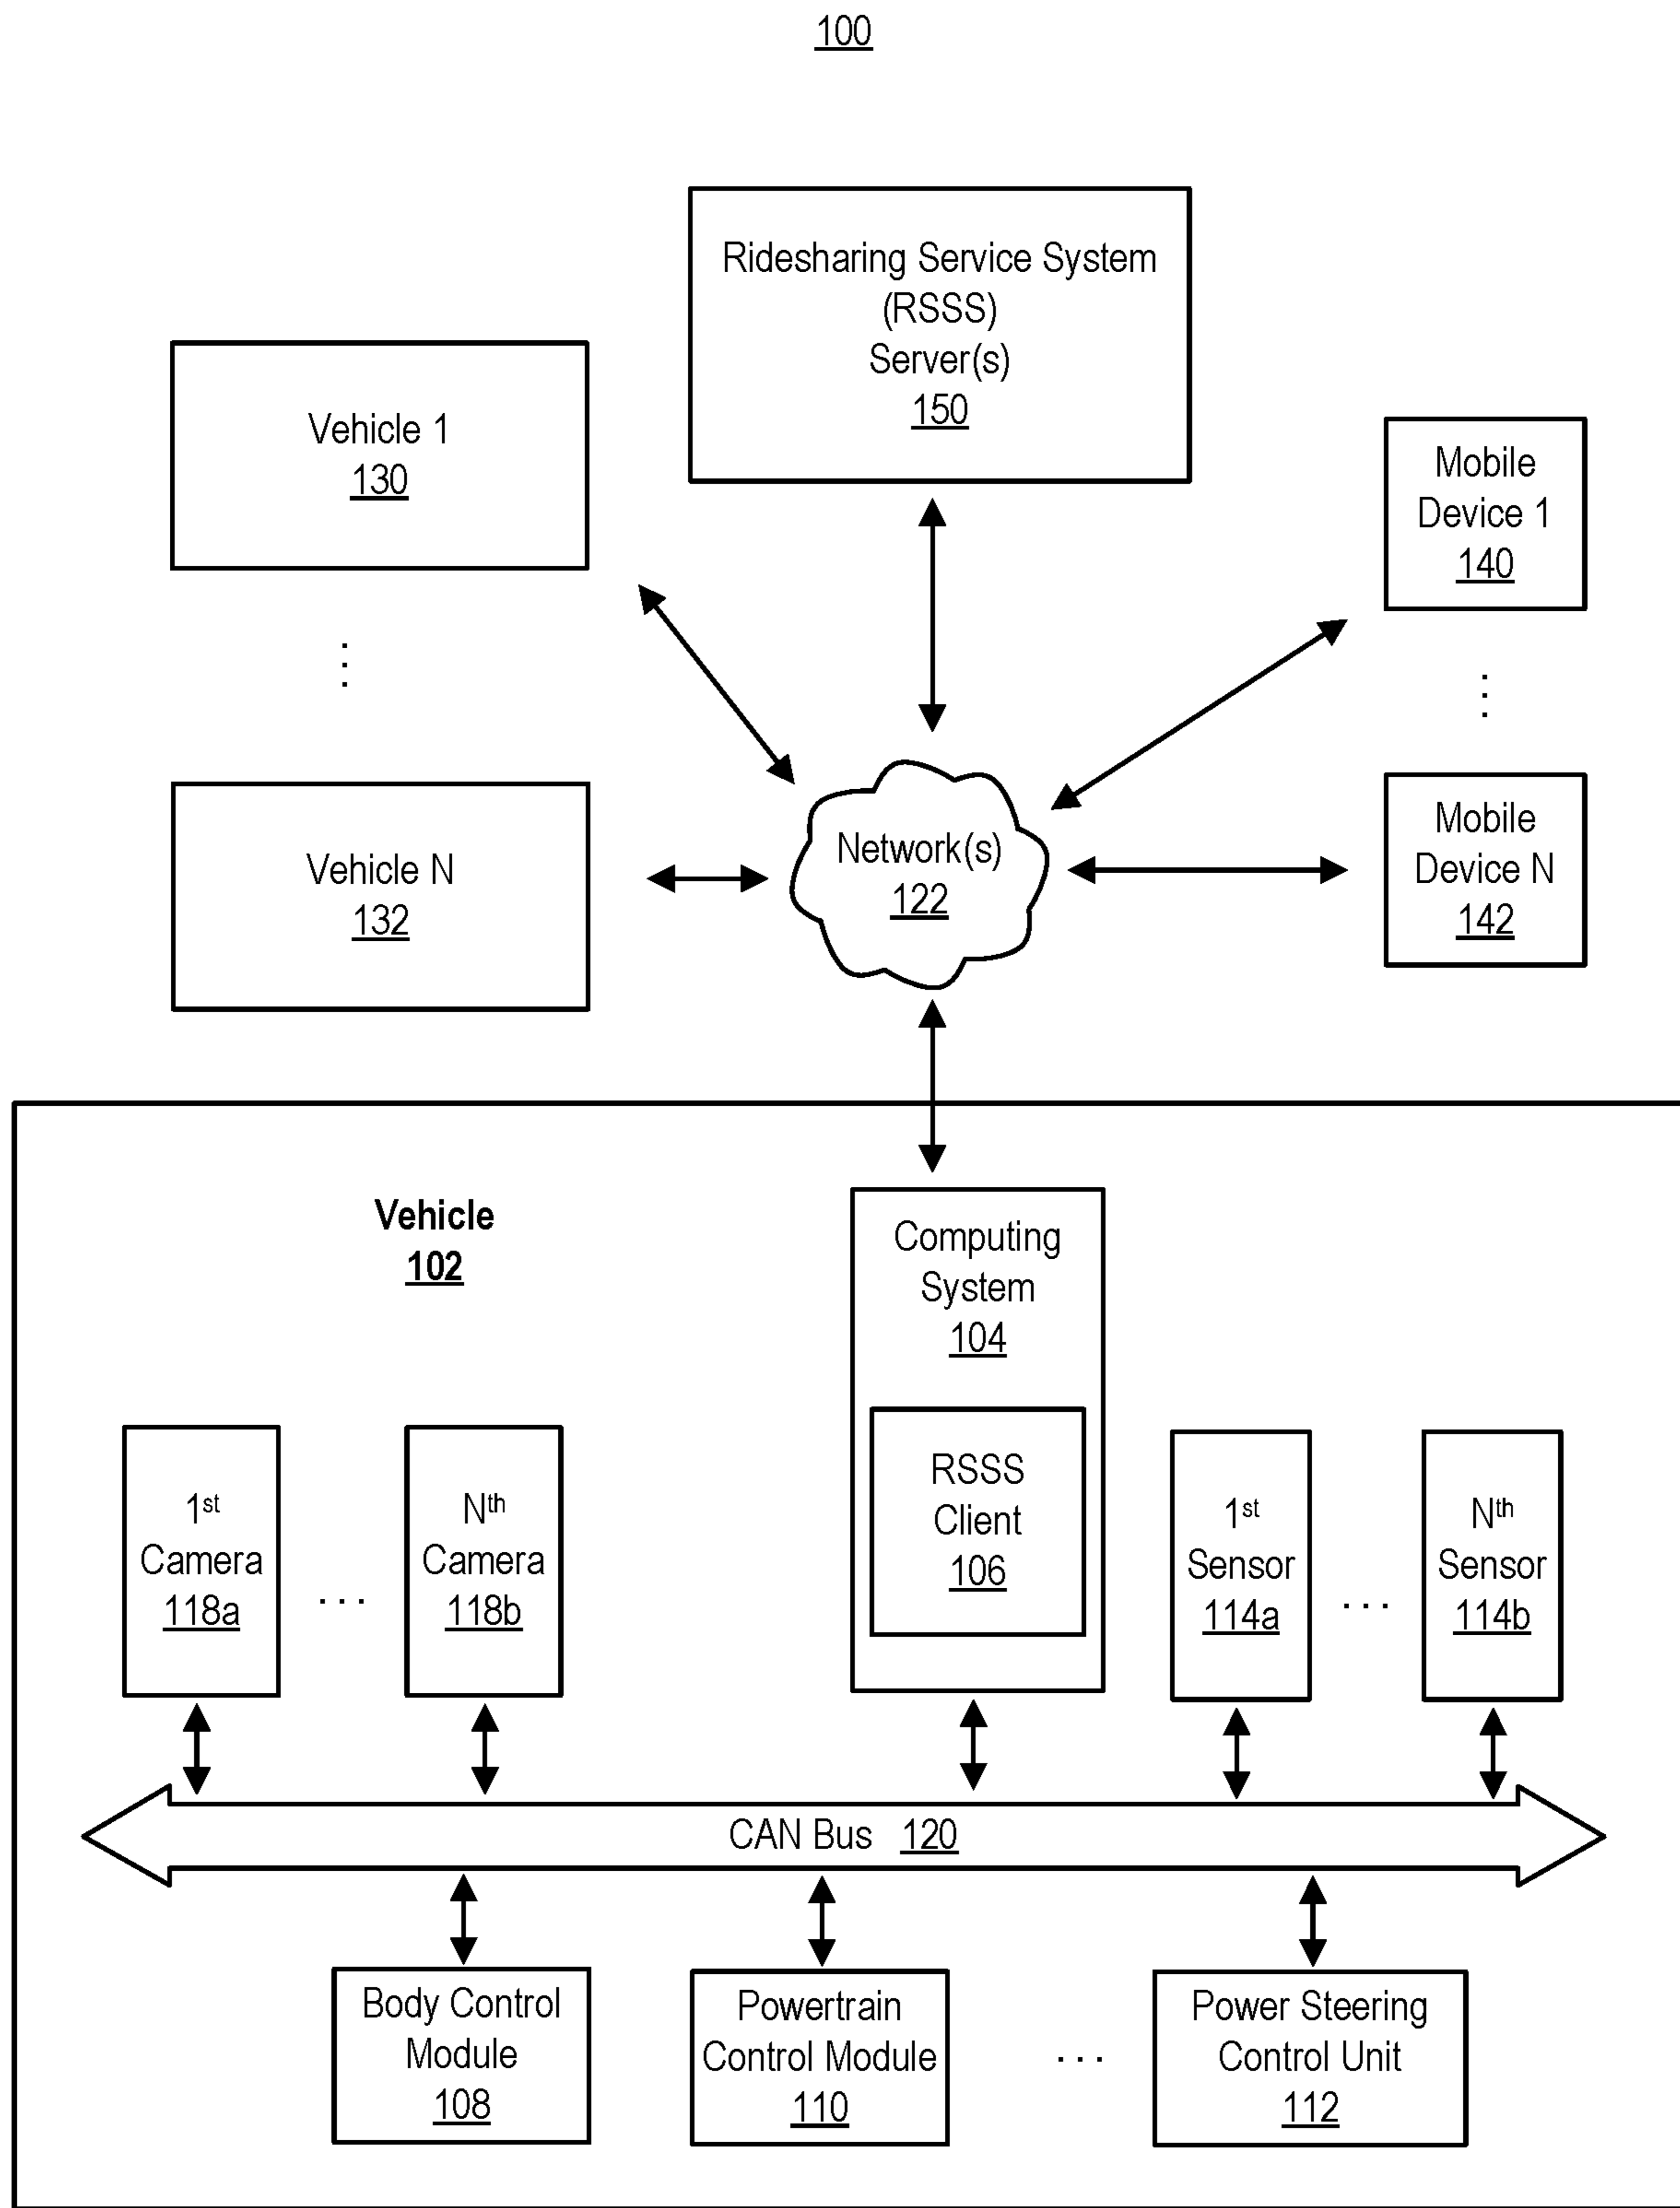 100
Ridesharing Service System
(RSSS)
Server(s)
150
Vehicle 1
130
Mobile
Device 1
140
Vehicle N
132
Network(s)
122
Mobile
Device N
142
Vehicle
102
Computing
System
104
RSSS
Client
106
1st
Camera
118a
. . .
Nth
Camera
118b
1st
Sensor
114a
. . .
Nth
Sensor
114b
CAN Bus 120
Body Control
Module
108
Powertrain
Control Module
110
. . .
Power Steering
Control Unit
112